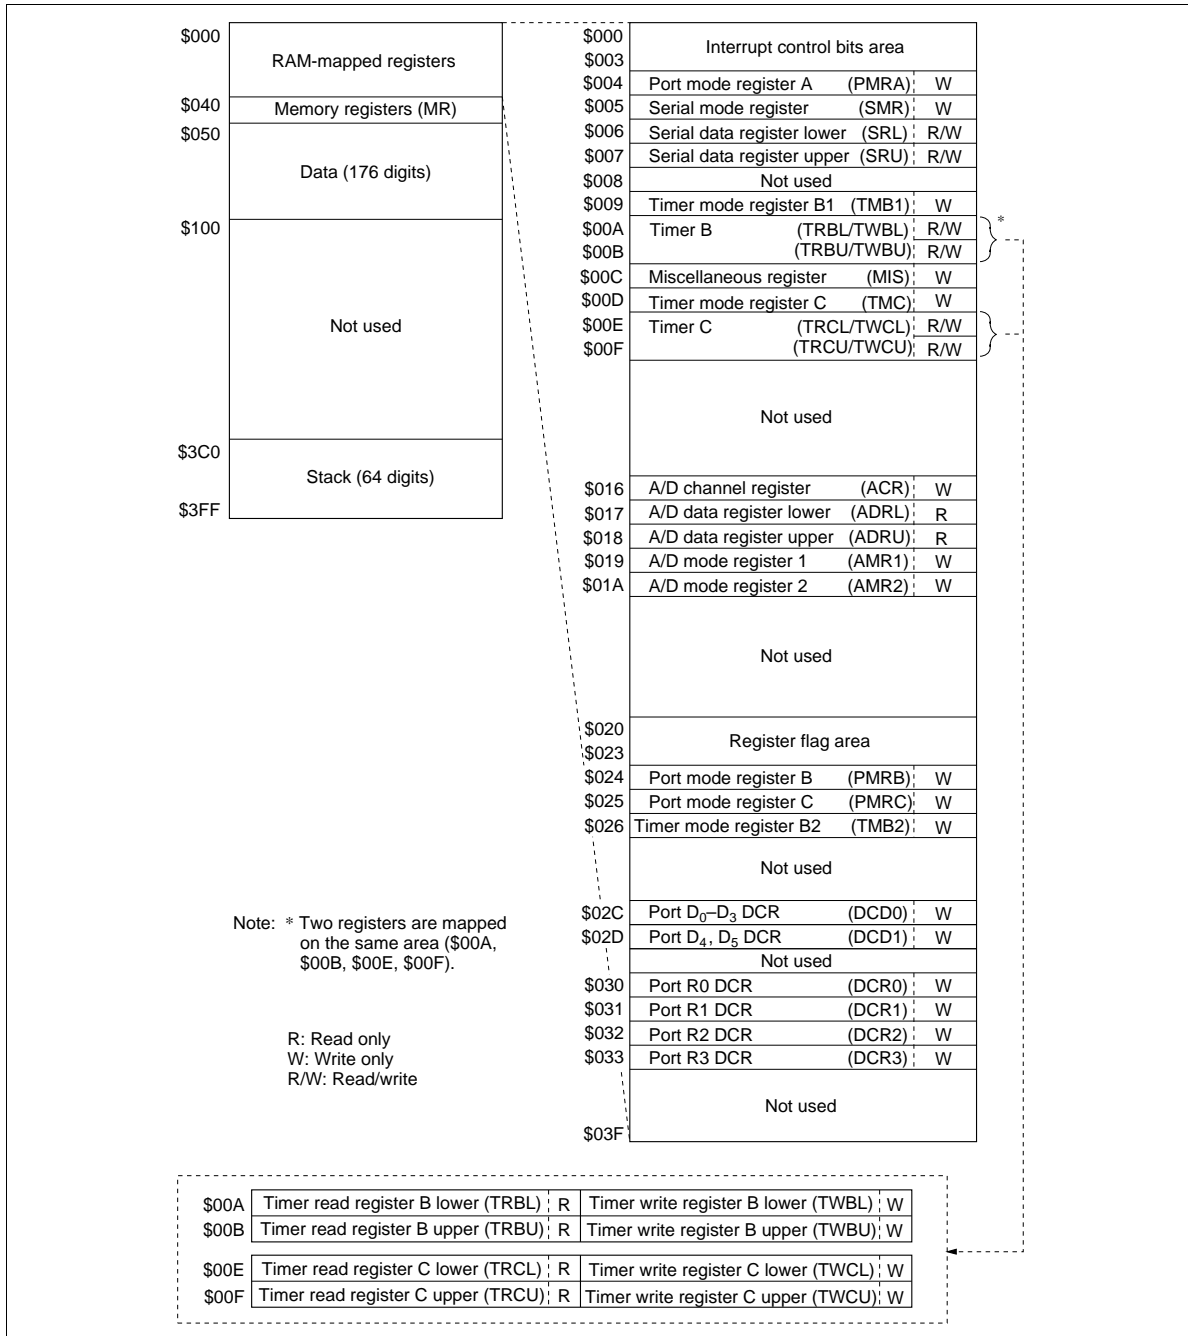 $000
RAM-mapped registers
$040
Memory registers (MR)
$050
Data (176 digits)
$100
Not used
$3C0
Stack (64 digits)
$3FF
$000
Interrupt control bits area
$003
$004 Port mode register A (PMRA) W
$005 Serial mode register (SMR) W
$006 Serial data register lower (SRL) R/W
$007 Serial data register upper (SRU) R/W
$008 Not used
$009 Timer mode register B1 (TMB1) W
*
$00A Timer B (TRBL/TWBL) R/W
$00B (TRBU/TWBU) R/W
$00C Miscellaneous register (MIS) W
$00D Timer mode register C (TMC) W
$00E Timer C (TRCL/TWCL) R/W
$00F (TRCU/TWCU) R/W
Not used
$016 A/D channel register (ACR) W
$017 A/D data register lower (ADRL) R
$018 A/D data register upper (ADRU) R
$019 A/D mode register 1 (AMR1) W
$01A A/D mode register 2 (AMR2) W
Not used
$020
Register flag area
$023
$024 Port mode register B (PMRB) W
$025 Port mode register C (PMRC) W
$026 Timer mode register B2 (TMB2) W
Not used
$02C Port D0–D3 DCR (DCD0) W
$02D Port D4, D5 DCR (DCD1) W
Not used
$030 Port R0 DCR (DCR0) W
$031 Port R1 DCR (DCR1) W
$032 Port R2 DCR (DCR2) W
$033 Port R3 DCR (DCR3) W
Not used
$03F
Note: * Two registers are mapped
on the same area ($00A,
$00B, $00E, $00F).
R: Read only
W: Write only
R/W: Read/write
$00A Timer read register B lower (TRBL) R Timer write register B lower (TWBL) W
$00B Timer read register B upper (TRBU) R Timer write register B upper (TWBU) W
$00E Timer read register C lower (TRCL) R Timer write register C lower (TWCL) W
$00F Timer read register C upper (TRCU) R Timer write register C upper (TWCU) W